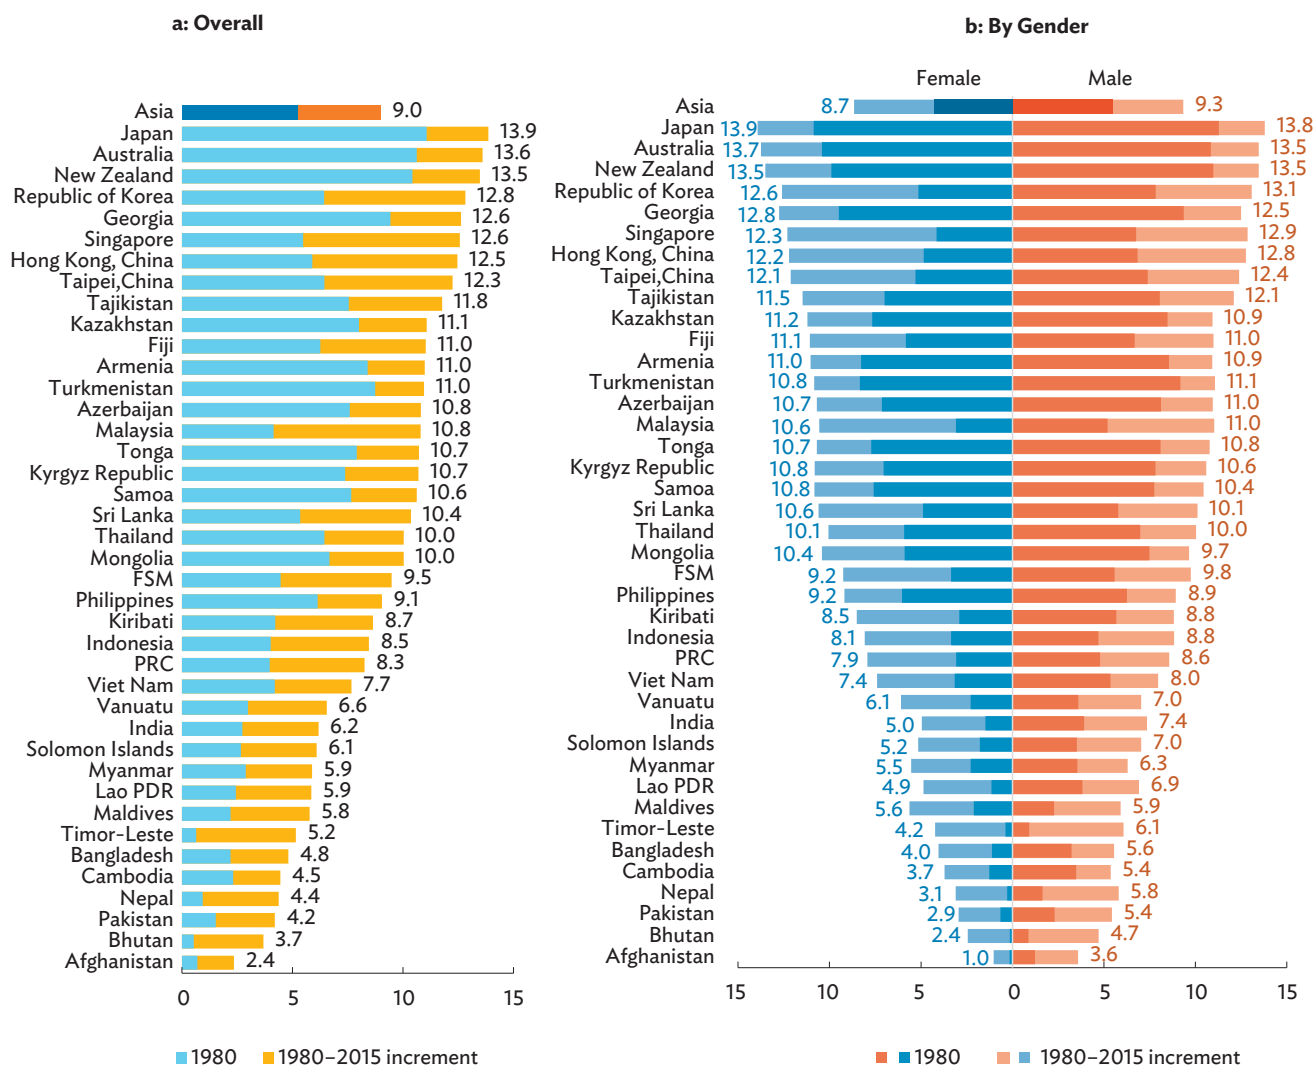 a: Overall
Asia 9.0
Japan 13.9
Australia 13.6
New Zealand 13.5
Republic of Korea 12.8
Georgia 12.6
Singapore 12.6
Hong Kong, China 12.5
Taipei,China 12.3
Tajikistan 11.8
Kazakhstan 11.1
Fiji 11.0
Armenia 11.0
Turkmenistan 11.0
Azerbaijan 10.8
Malaysia 10.8
Tonga 10.7
Kyrgyz Republic 10.7
Samoa 10.6
Sri Lanka 10.4
Thailand 10.0
Mongolia 10.0
FSM 9.5
Philippines 9.1
Kiribati 8.7
Indonesia 8.5
PRC 8.3
Viet Nam 7.7
Vanuatu 6.6
India 6.2
Solomon Islands 6.1
Myanmar 5.9
Lao PDR 5.9
Maldives 5.8
Timor-Leste 5.2
Bangladesh 4.8
Cambodia 4.5
Nepal 4.4
Pakistan 4.2
Bhutan 3.7
Afghanistan 2.4
0 5 10 15
1980 1980–2015 increment
b: By Gender
Female Male
Asia 8.7 9.3
Japan 13.9 13.8
Australia 13.7 13.5
New Zealand 13.5 13.5
Republic of Korea 12.6 13.1
Georgia 12.8 12.5
Singapore 12.3 12.9
Hong Kong, China 12.2 12.8
Taipei,China 12.1 12.4
Tajikistan 11.5 12.1
Kazakhstan 11.2 10.9
Fiji 11.1 11.0
Armenia 11.0 10.9
Turkmenistan 10.8 11.1
Azerbaijan 10.7 11.0
Malaysia 10.6 11.0
Tonga 10.7 10.8
Kyrgyz Republic 10.8 10.6
Samoa 10.8 10.4
Sri Lanka 10.6 10.1
Thailand 10.1 10.0
Mongolia 10.4 9.7
FSM 9.2 9.8
Philippines 9.2 8.9
Kiribati 8.5 8.8
Indonesia 8.1 8.8
PRC 7.9 8.6
Viet Nam 7.4 8.0
Vanuatu 6.1 7.0
India 5.0 7.4
Solomon Islands 5.2 7.0
Myanmar 5.5 6.3
Lao PDR 4.9 6.9
Maldives 5.6 5.9
Timor-Leste 4.2 6.1
Bangladesh 4.0 5.6
Cambodia 3.7 5.4
Nepal 3.1 5.8
Pakistan 2.9 5.4
Bhutan 2.4 4.7
Afghanistan 1.0 3.6
15 10 5 0 5 10 15
1980 1980–2015 increment